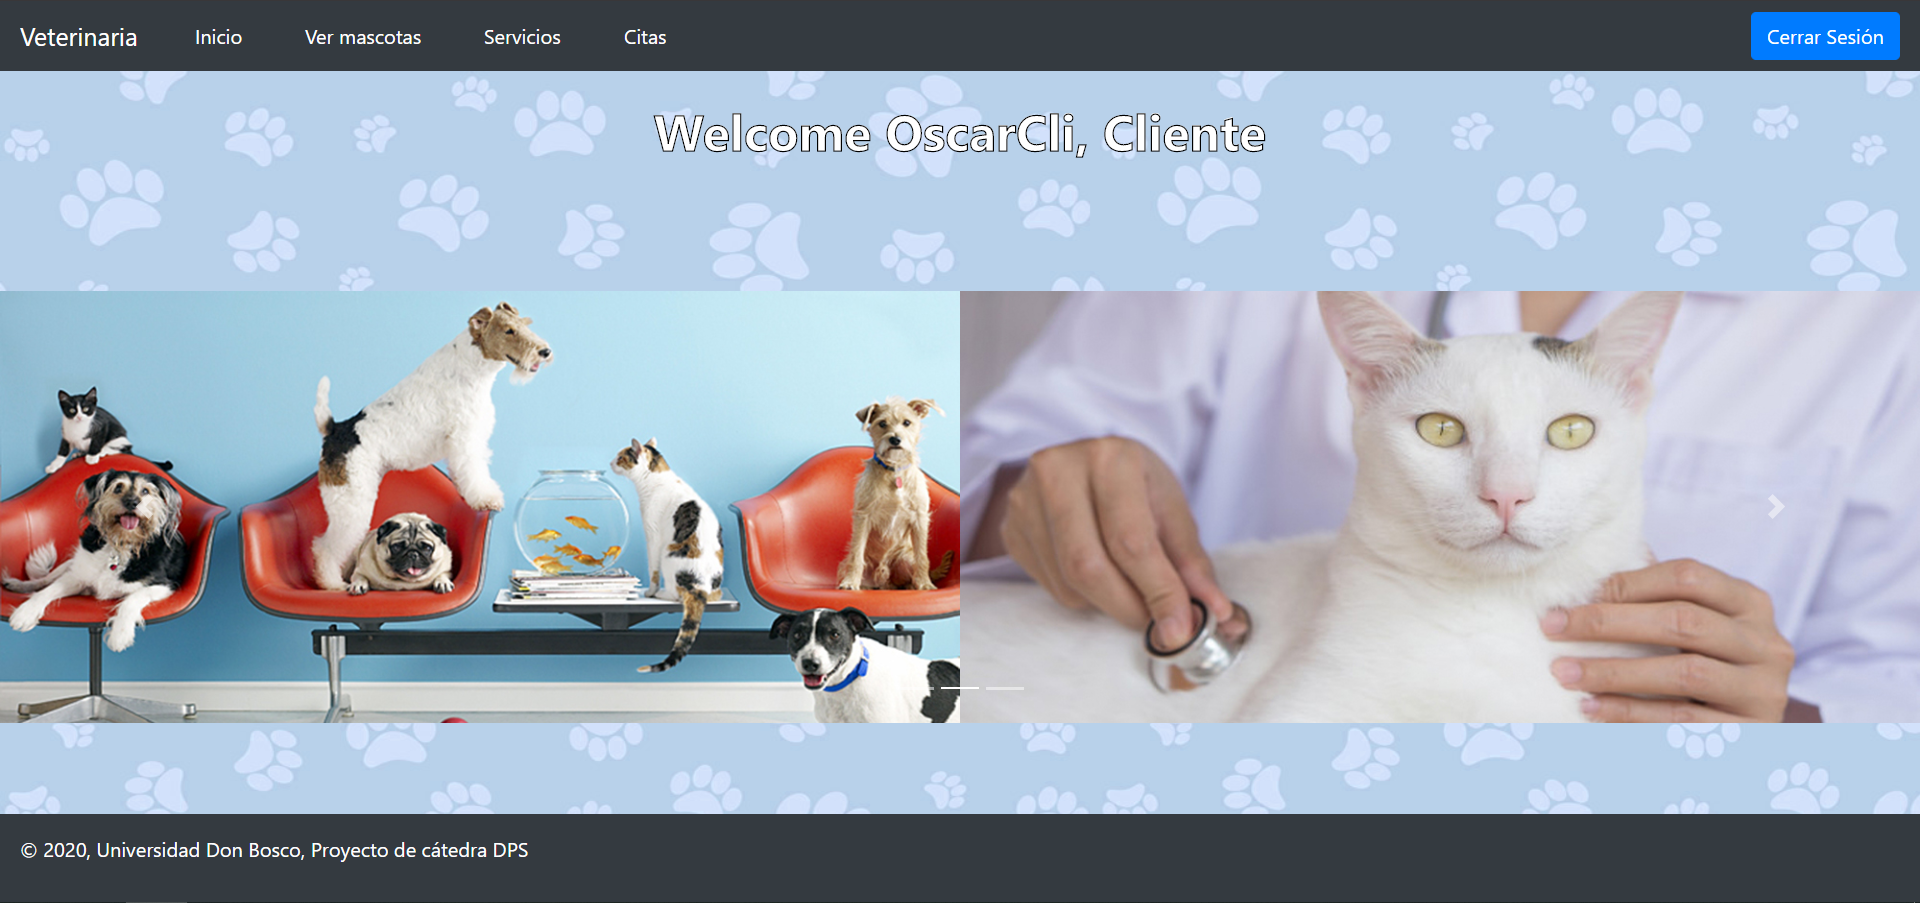 Veterinaria Inicio Ver mascotas Servicios Citas Cerrar Sesión
Welcome OscarCli, Cliente
© 2020, Universidad Don Bosco, Proyecto de cátedra DPS